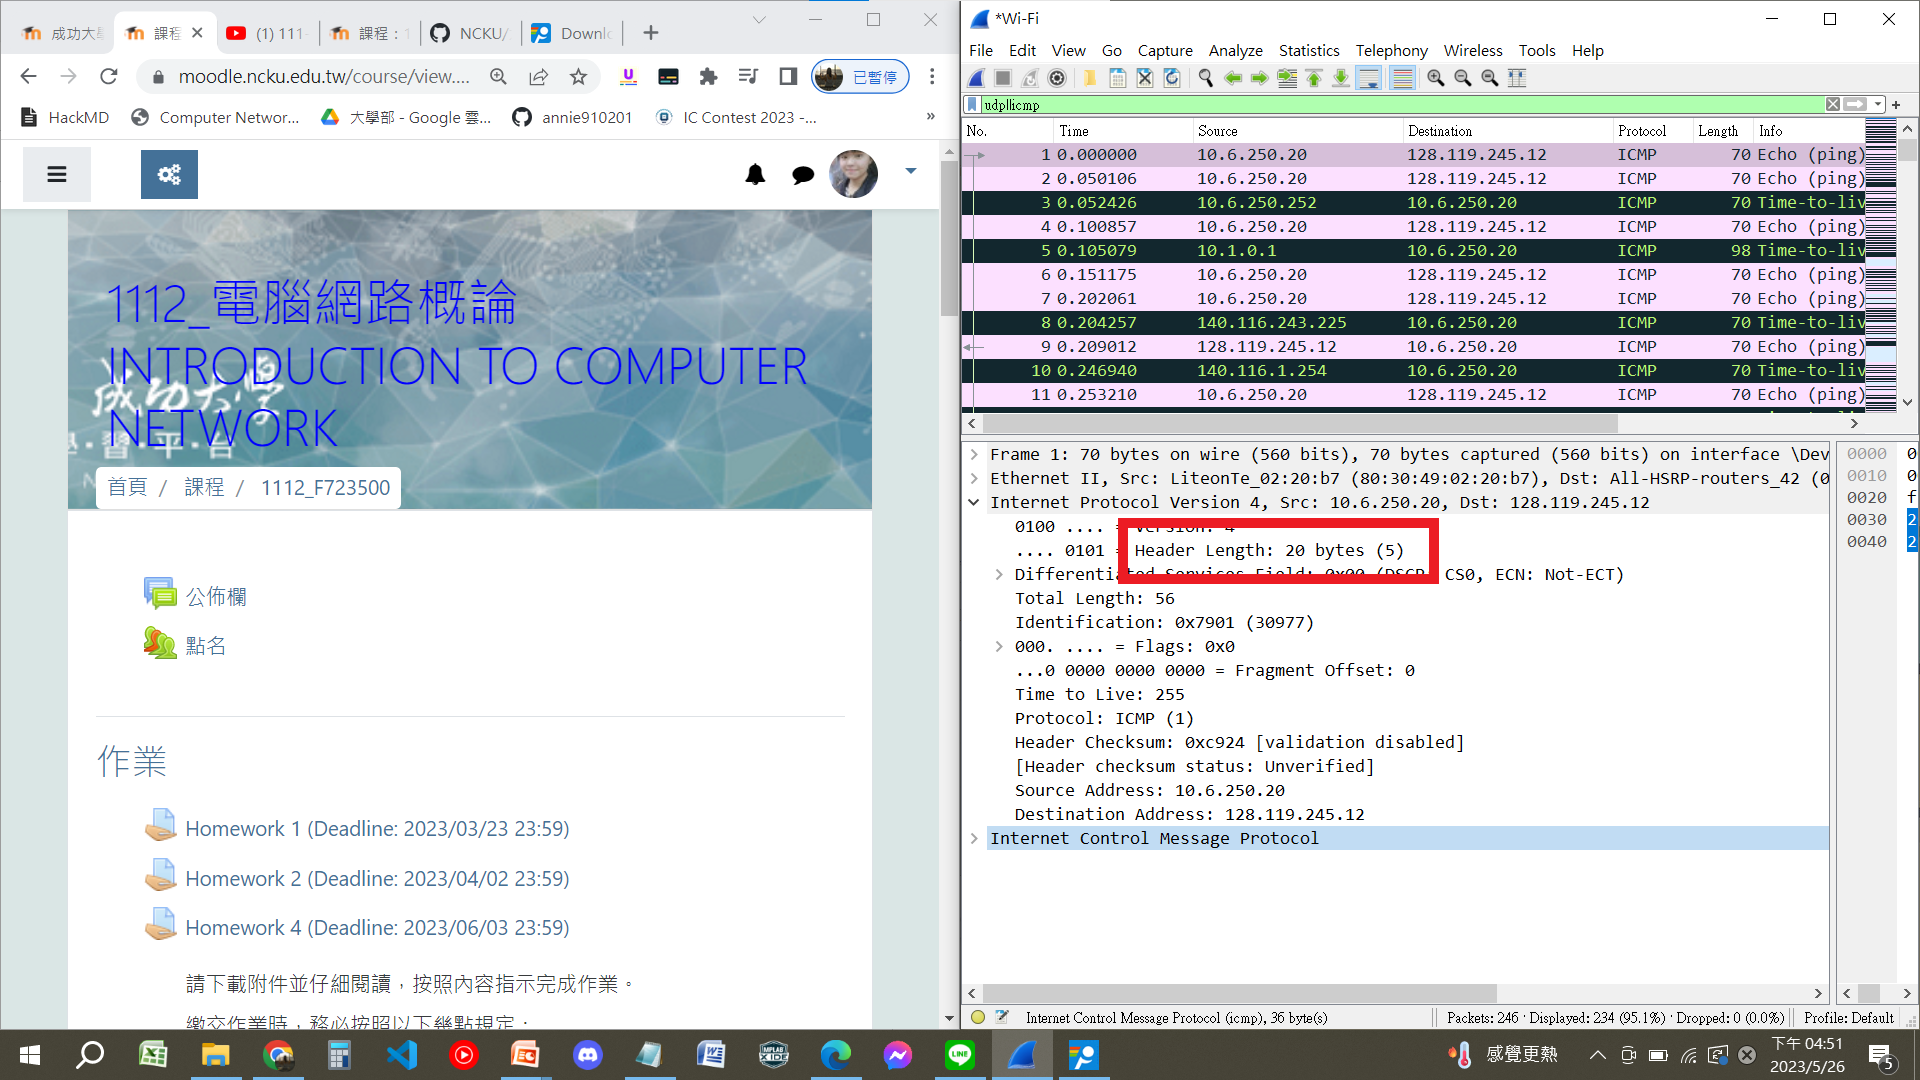 成功大學
課程
(1) 111
課程：1
NCKU/
Downlo
moodle.ncku.edu.tw/course/view....
已暫停
HackMD
Computer Networ...
大學部 - Google 雲...
annie910201
IC Contest 2023 -...
»
1112_電腦網路概論
INTRODUCTION TO COMPUTER
NETWORK
成功大學
學‧習‧平‧台
首頁 / 課程 / 1112_F723500
公佈欄
點名
作業
Homework 1 (Deadline: 2023/03/23 23:59)
Homework 2 (Deadline: 2023/04/02 23:59)
Homework 4 (Deadline: 2023/06/03 23:59)
請下載附件並仔細閱讀，按照內容指示完成作業。
繳交作業時，務必按照以下幾點規定：
*Wi-Fi
File Edit View Go Capture Analyze Statistics Telephony Wireless Tools Help
udp||icmp
No. Time Source Destination Protocol Length Info
1 0.000000 10.6.250.20 128.119.245.12 ICMP 70 Echo (ping)
2 0.050106 10.6.250.20 128.119.245.12 ICMP 70 Echo (ping)
3 0.052426 10.6.250.252 10.6.250.20 ICMP 70 Time-to-liv
4 0.100857 10.6.250.20 128.119.245.12 ICMP 70 Echo (ping)
5 0.105079 10.1.0.1 10.6.250.20 ICMP 98 Time-to-liv
6 0.151175 10.6.250.20 128.119.245.12 ICMP 70 Echo (ping)
7 0.202061 10.6.250.20 128.119.245.12 ICMP 70 Echo (ping)
8 0.204257 140.116.243.225 10.6.250.20 ICMP 70 Time-to-liv
9 0.209012 128.119.245.12 10.6.250.20 ICMP 70 Echo (ping)
10 0.246940 140.116.1.254 10.6.250.20 ICMP 70 Time-to-liv
11 0.253210 10.6.250.20 128.119.245.12 ICMP 70 Echo (ping)
Frame 1: 70 bytes on wire (560 bits), 70 bytes captured (560 bits) on interface \Dev
Ethernet II, Src: LiteonTe_02:20:b7 (80:30:49:02:20:b7), Dst: All-HSRP-routers_42 (0
Internet Protocol Version 4, Src: 10.6.250.20, Dst: 128.119.245.12
0100 .... = Version: 4
.... 0101 = Header Length: 20 bytes (5)
Differentiated Services Field: 0x00 (DSCP: CS0, ECN: Not-ECT)
Total Length: 56
Identification: 0x7901 (30977)
000. .... = Flags: 0x0
...0 0000 0000 0000 = Fragment Offset: 0
Time to Live: 255
Protocol: ICMP (1)
Header Checksum: 0xc924 [validation disabled]
[Header checksum status: Unverified]
Source Address: 10.6.250.20
Destination Address: 128.119.245.12
Internet Control Message Protocol
0000 0
0010 0
0020 f
0030 2
0040 2
Internet Control Message Protocol (icmp), 36 byte(s)
Packets: 246 · Displayed: 234 (95.1%) · Dropped: 0 (0.0%)
Profile: Default
感覺更熱
下午 04:51
2023/5/26
5